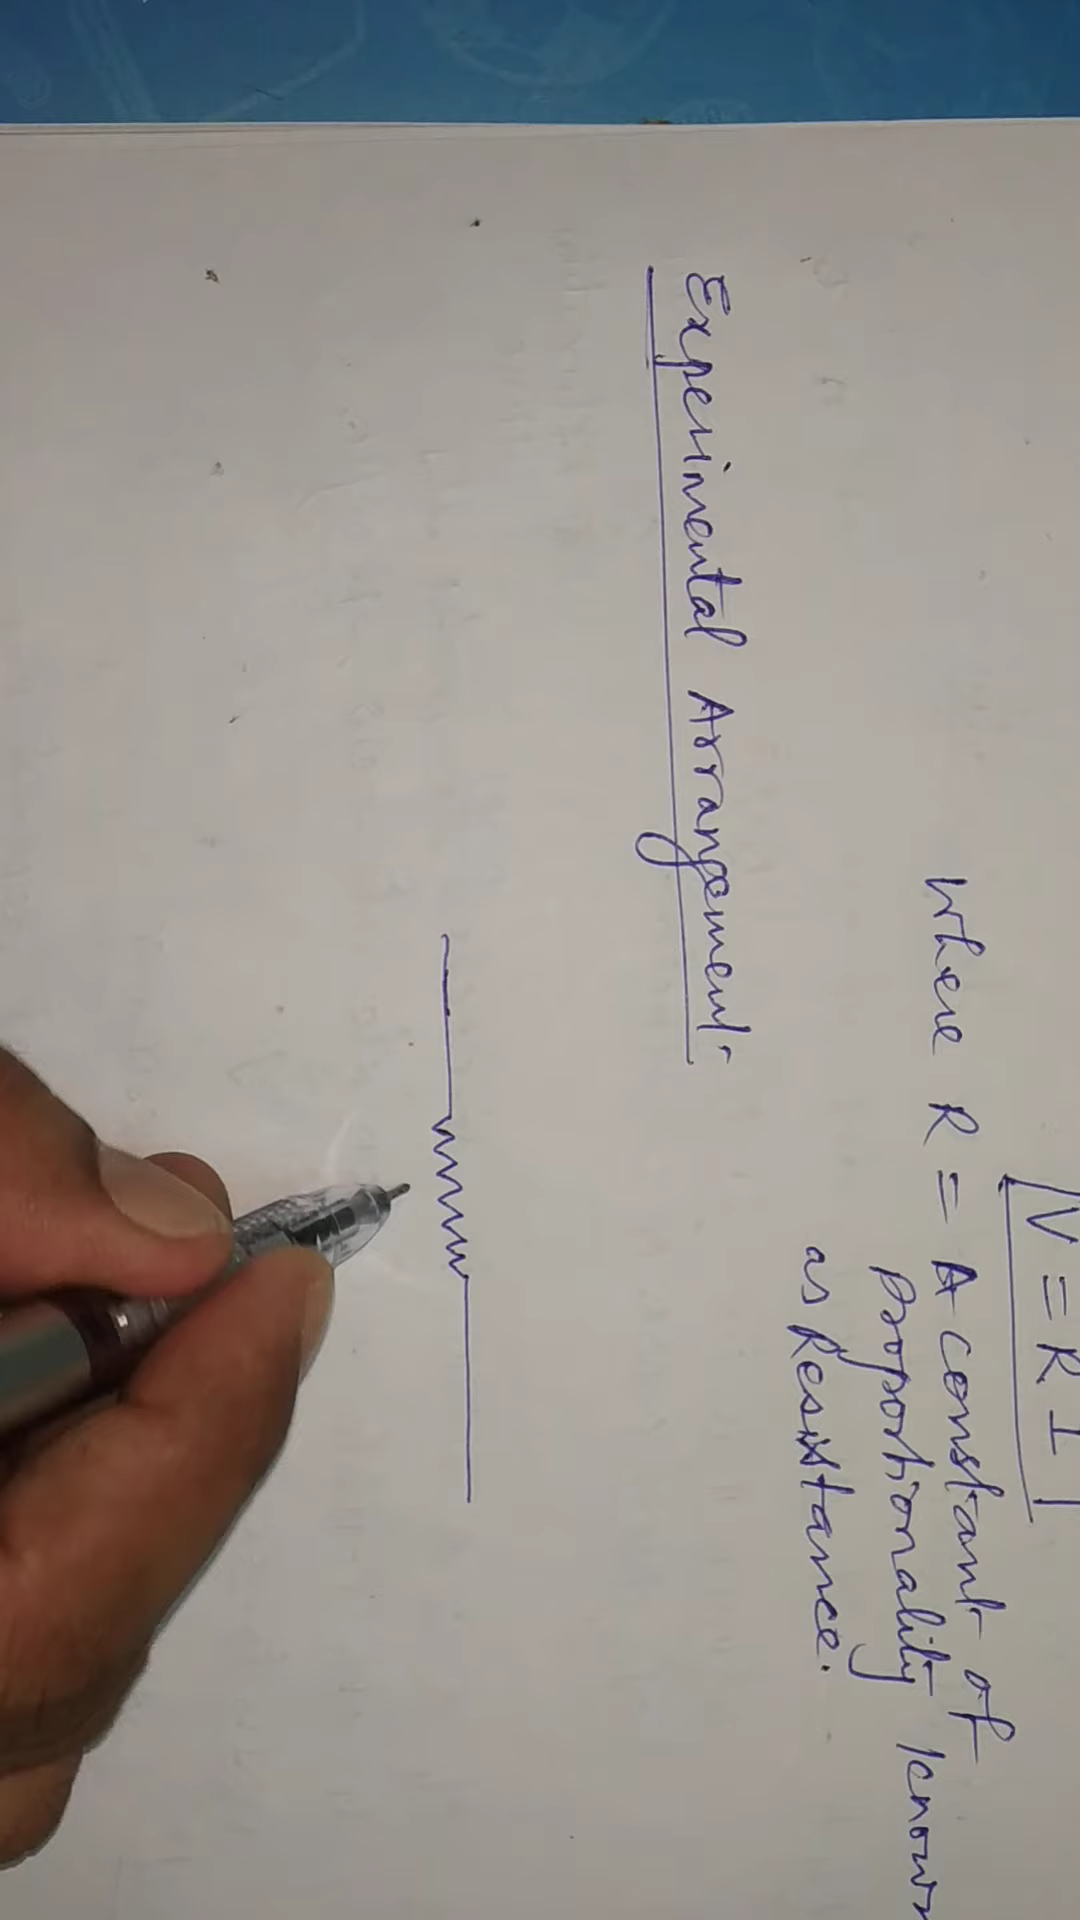 V = R I
Where R = A constant of
proportionality known
as Resistance.
Experimental Arrangement: